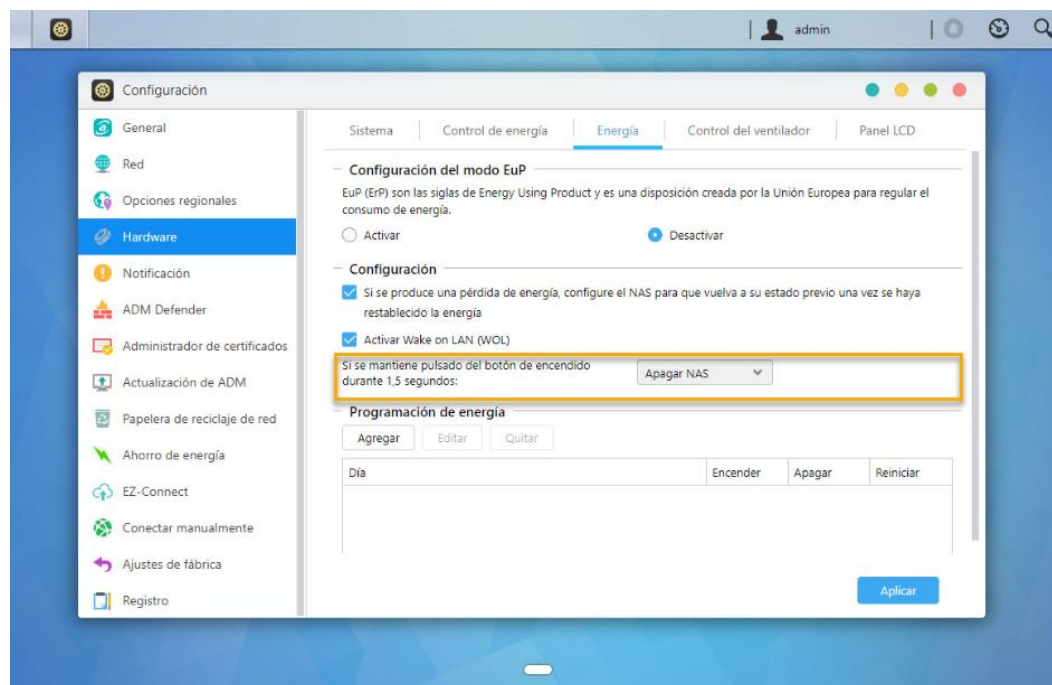 admin
Configuración
General
Red
Opciones regionales
Hardware
Notificación
ADM Defender
Administrador de certificados
Actualización de ADM
Papelera de reciclaje de red
Ahorro de energía
EZ-Connect
Conectar manualmente
Ajustes de fábrica
Registro
Sistema Control de energía Energía Control del ventilador Panel LCD
Configuración del modo EuP
EuP (ErP) son las siglas de Energy Using Product y es una disposición creada por la Unión Europea para regular el
consumo de energía.
Activar Desactivar
Configuración
Si se produce una pérdida de energía, configure el NAS para que vuelva a su estado previo una vez se haya
restablecido la energía
Activar Wake on LAN (WOL)
Si se mantiene pulsado del botón de encendido
durante 1,5 segundos:
Apagar NAS
Programación de energía
Agregar Editar Quitar
Día Encender Apagar Reiniciar
Aplicar